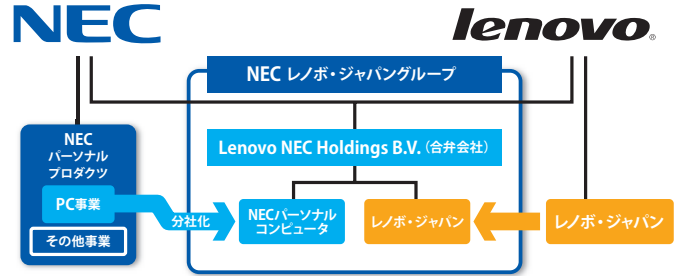 NEC
lenovo®
NEC レノボ・ジャパングループ
Lenovo NEC Holdings B.V.（合弁会社）
NEC
パーソナル
プロダクツ
PC事業
その他事業
分社化
NECパーソナル
コンピュータ
レノボ・ジャパン
レノボ・ジャパン